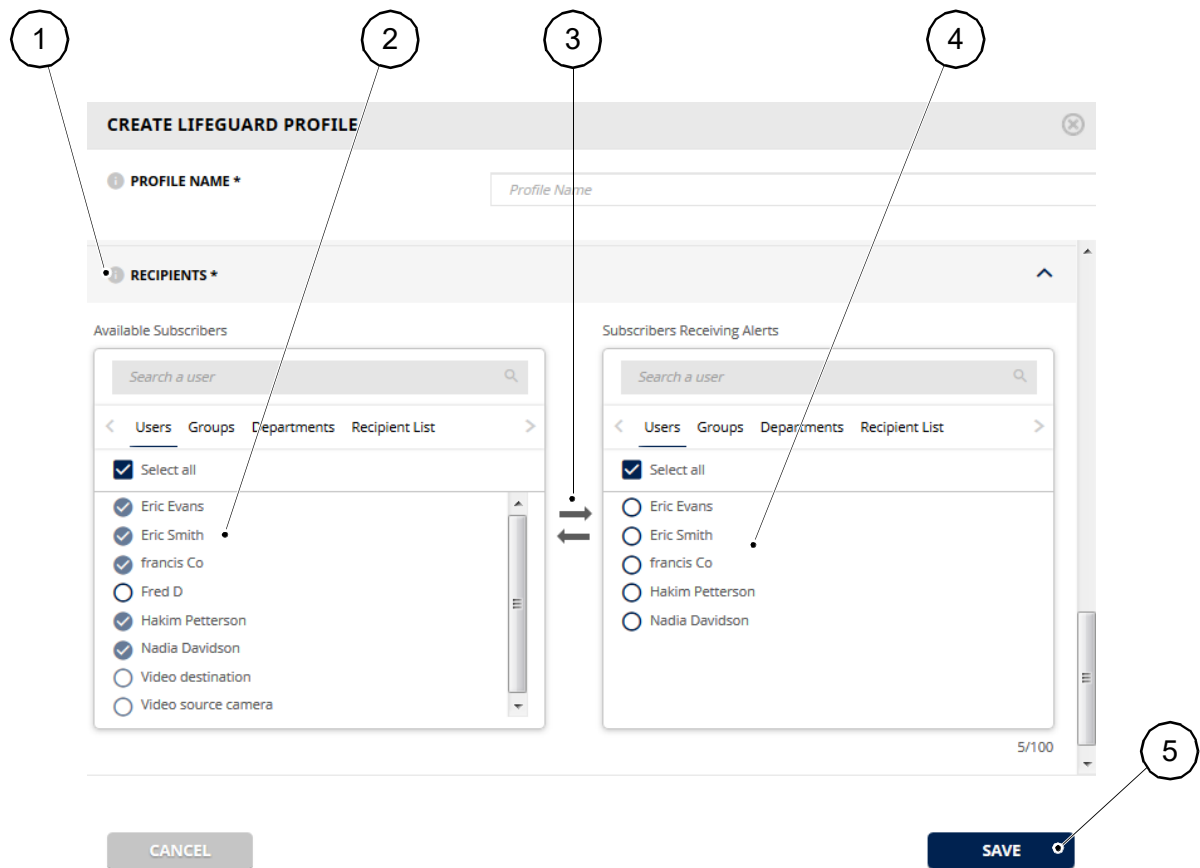 1 2 3 4
CREATE LIFEGUARD PROFILE
PROFILE NAME *
Profile Name
RECIPIENTS *
Available Subscribers
Search a user
Users Groups Departments Recipient List
Select all
Eric Evans
Eric Smith
francis Co
Fred D
Hakim Petterson
Nadia Davidson
Video destination
Video source camera
Subscribers Receiving Alerts
Search a user
Users Groups Departments Recipient List
Select all
Eric Evans
Eric Smith
francis Co
Hakim Petterson
Nadia Davidson
5/100
5
CANCEL
SAVE